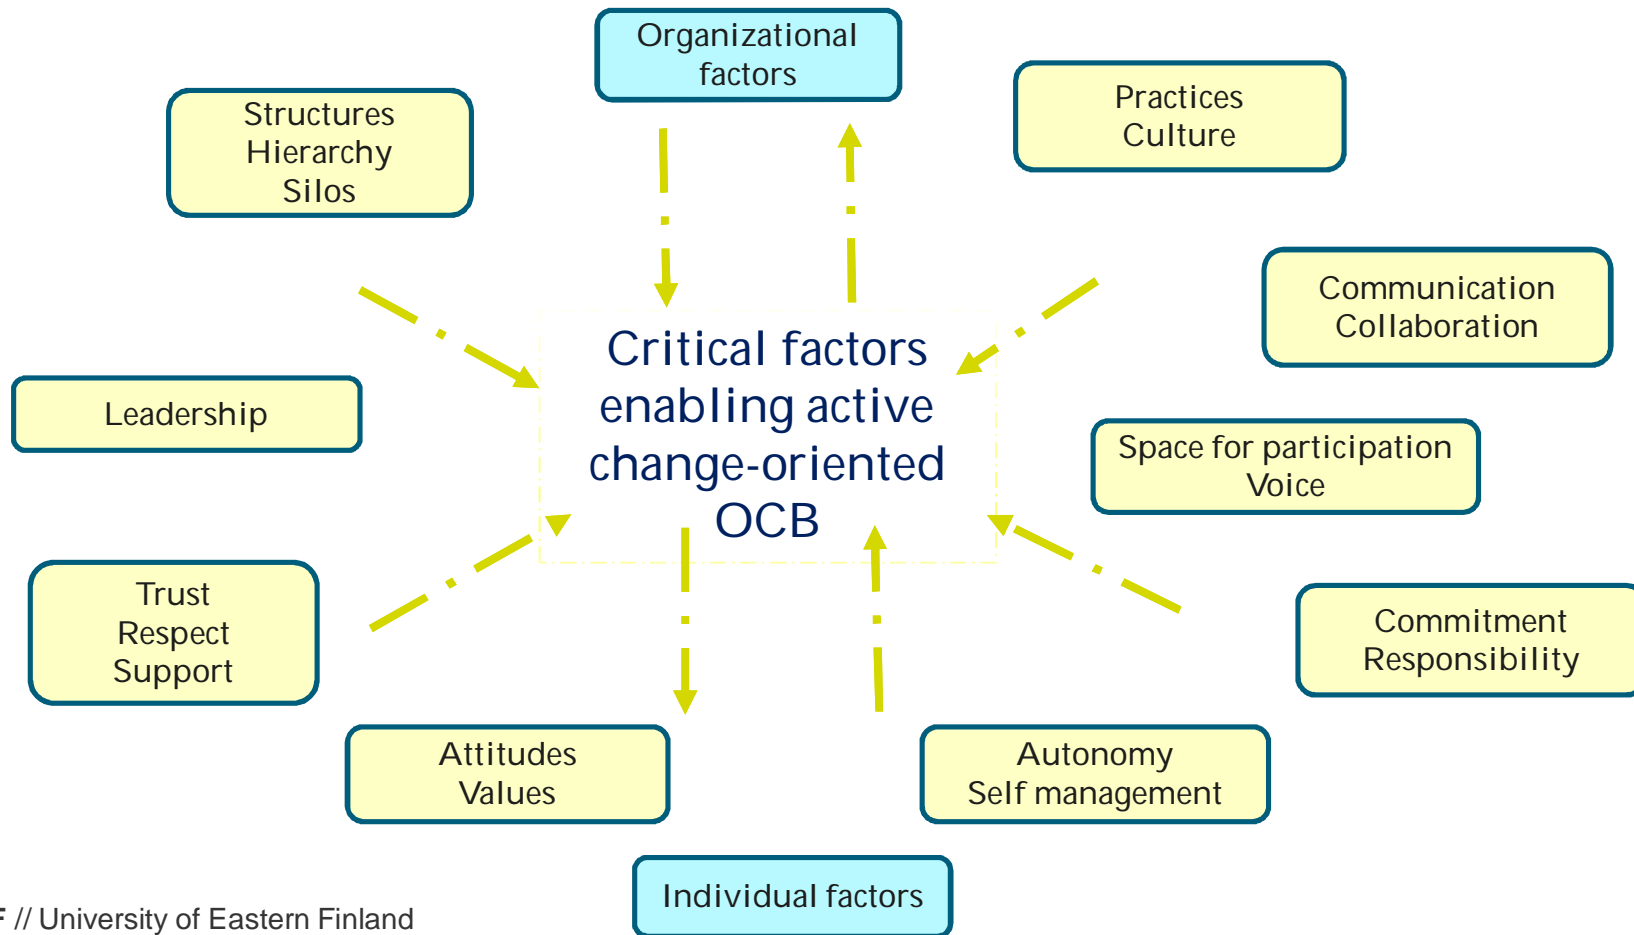 Organizational
factors
Structures
Hierarchy
Silos
Practices
Culture
Communication
Collaboration
Critical factors
enabling active
change-oriented
OCB
Leadership
Space for participation
Voice
Trust
Respect
Support
Commitment
Responsibility
Attitudes
Values
Autonomy
Self management
Individual factors
F // University of Eastern Finland